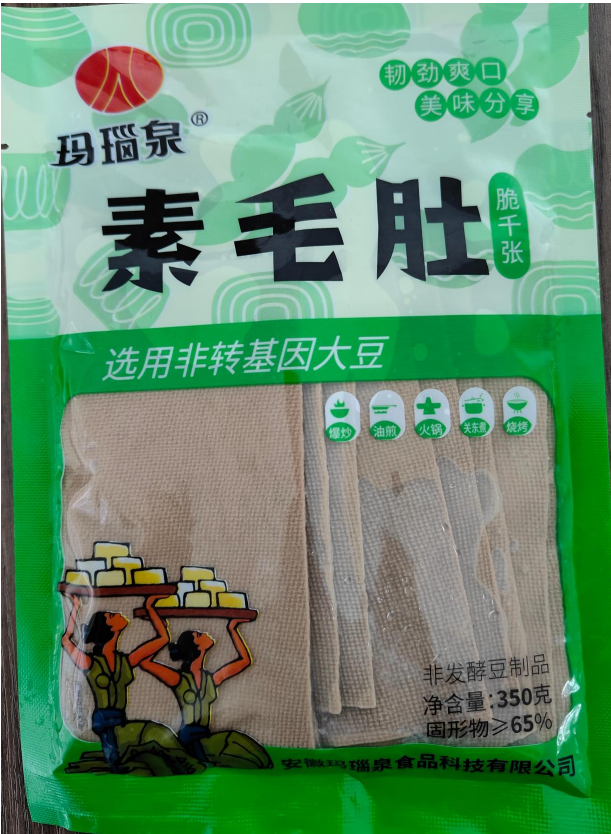 韧劲爽口
美味分享
玛瑙泉®
素毛肚
脆千张
选用非转基因大豆
爆炒 油煎 火锅 关东煮 烧烤
非发酵豆制品
净含量:350克
固形物≥65%
安徽玛瑙泉食品科技有限公司